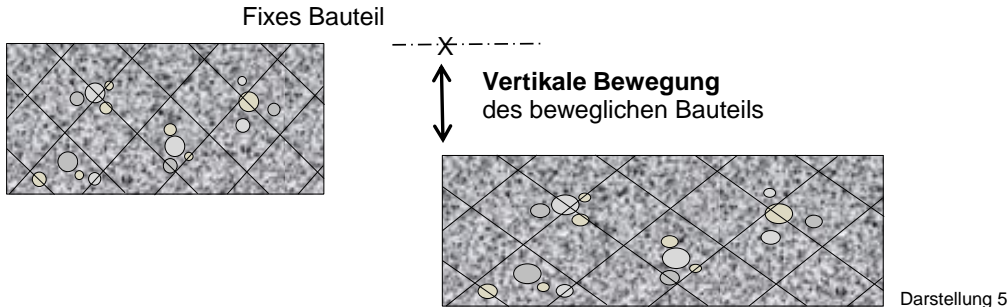 Fixes Bauteil
X
Vertikale Bewegung
des beweglichen Bauteils
Darstellung 5